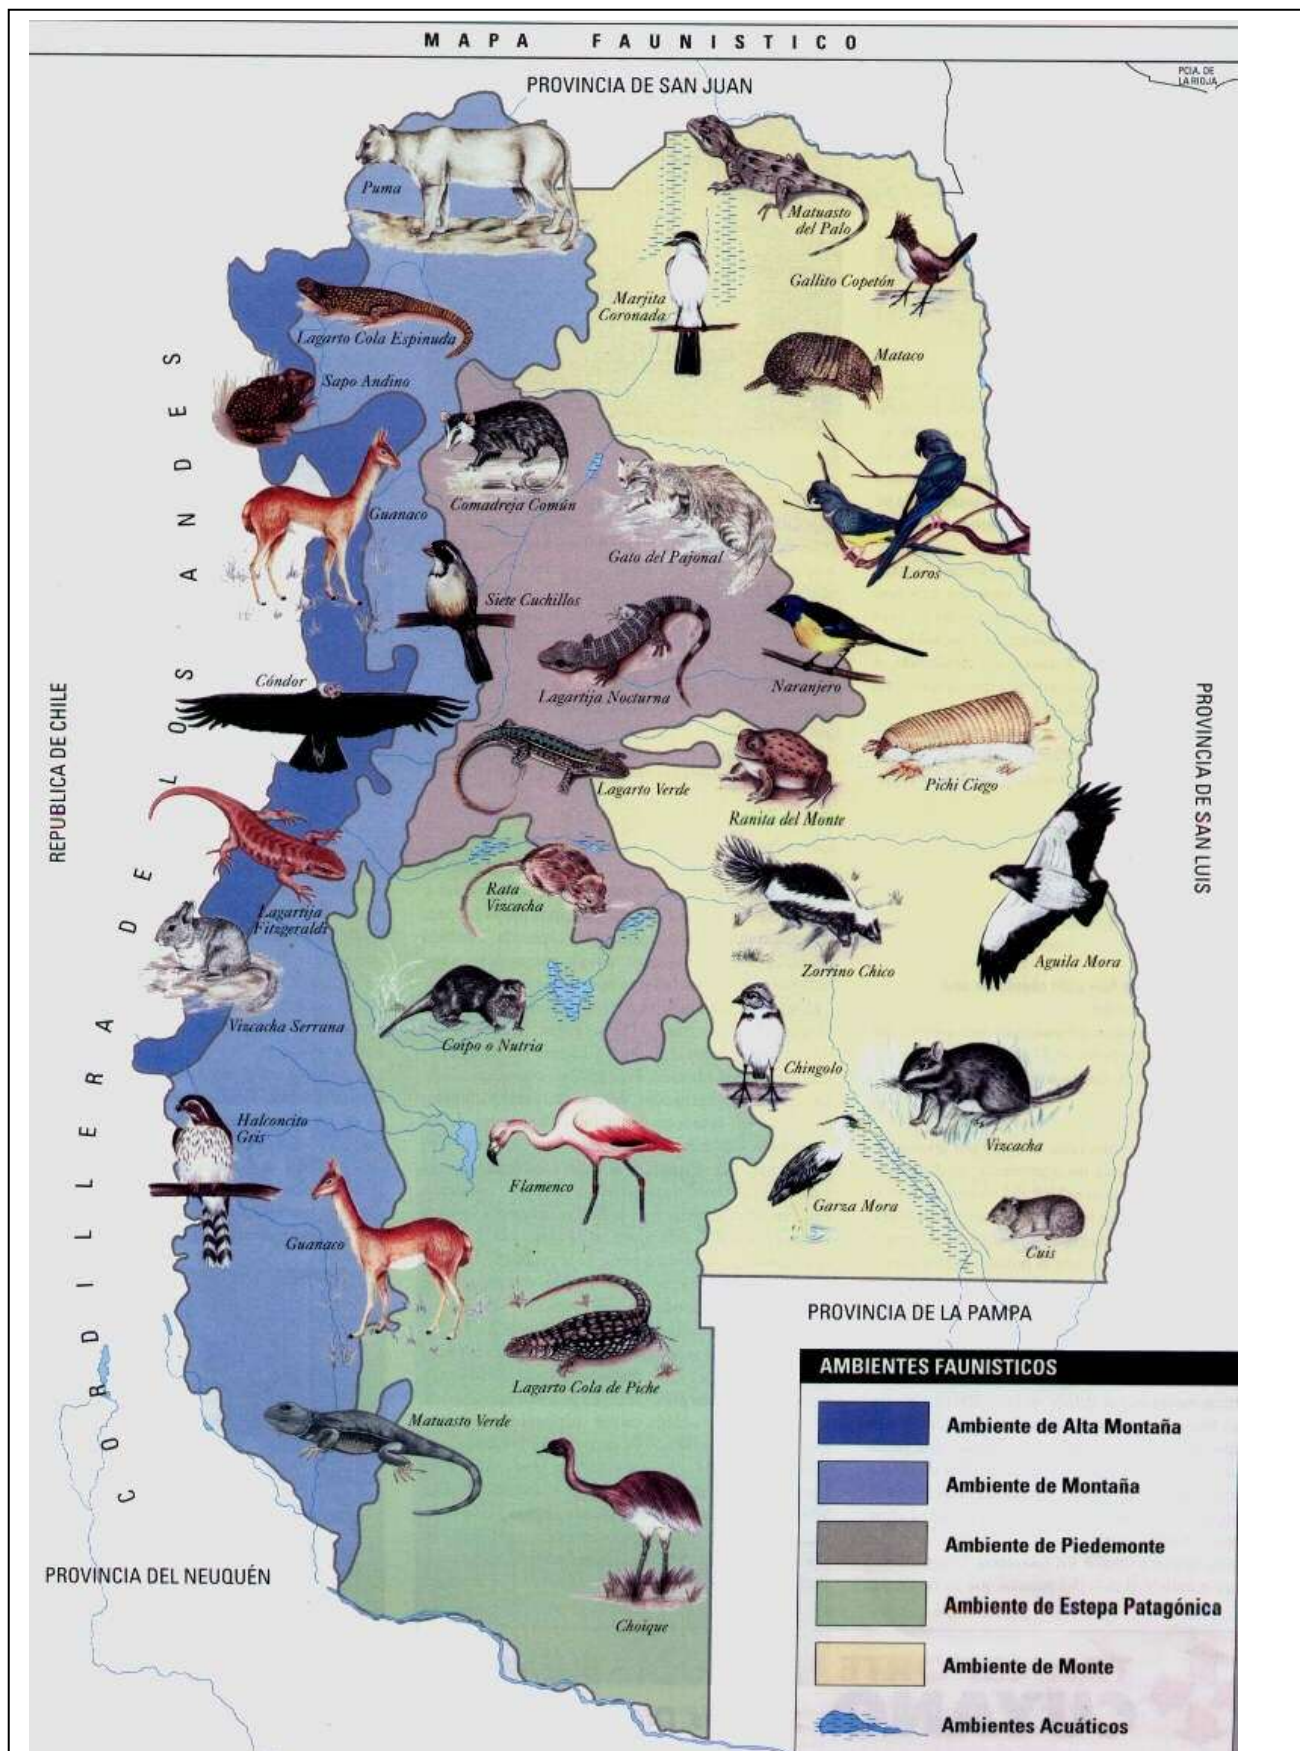 MAPA FAUNISTICO
PROVINCIA DE SAN JUAN
PCIA. DE
LA RIOJA
Puma
Matuasto
del Palo
Gallito Copetón
Marjita
Coronada
Lagarto Cola Espinuda
Mataco
Sapo Andino
Comadreja Común
Guanaco
Gato del Pajonal
Loros
Siete Cuchillos
Cóndor
Lagartija Nocturna
Naranjero
Lagarto Verde
Pichi Ciego
Ranita del Monte
Rata
Vizcacha
Lagartija
Fitzgeraldi
Zorrino Chico
Aguila Mora
Vizcacha Serrana
Coipo o Nutria
Chingolo
Halconcito
Gris
Vizcacha
Flamenco
Garza Mora
Guanaco
Cuis
Lagarto Cola de Piche
Matuasto Verde
Choique
CORDILLERA DE LOS ANDES
REPUBLICA DE CHILE
PROVINCIA DE SAN LUIS
PROVINCIA DE LA PAMPA
PROVINCIA DEL NEUQUÉN
AMBIENTES FAUNISTICOS
Ambiente de Alta Montaña
Ambiente de Montaña
Ambiente de Piedemonte
Ambiente de Estepa Patagónica
Ambiente de Monte
Ambientes Acuáticos